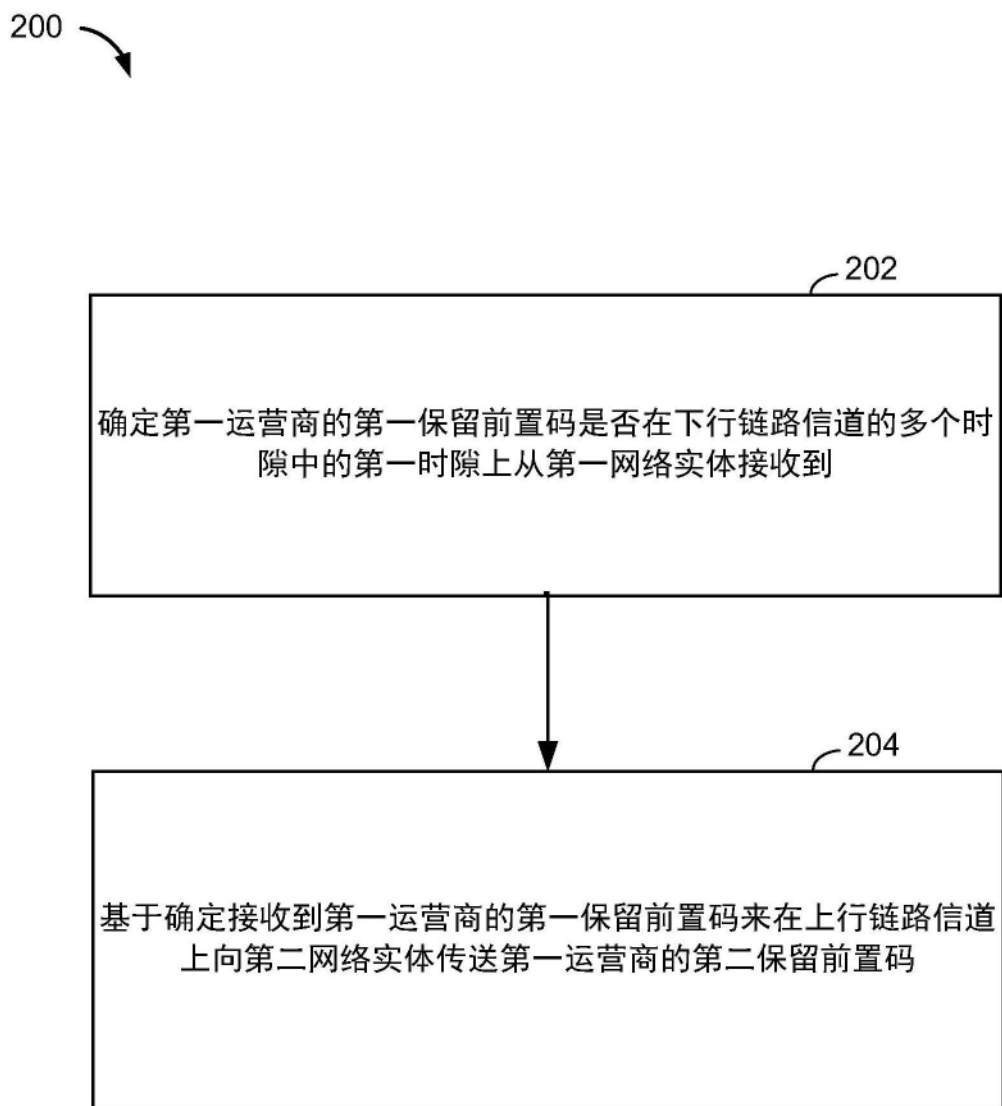 200
202
确定第一运营商的第一保留前置码是否在下行链路信道的多个时
隙中的第一时隙上从第一网络实体接收到
204
基于确定接收到第一运营商的第一保留前置码来在上行链路信道
上向第二网络实体传送第一运营商的第二保留前置码